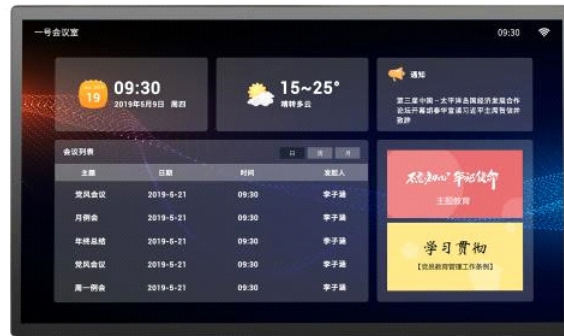 一号会议室
09:30
19
09:30
2019年5月9日 周四
15~25°
晴转多云
通知
第三届中国－太平洋岛国经济发展合作
论坛开幕胡春华宣读习近平主席贺信并
致辞
会议列表
日 周 月
主题 日期 时间 发起人
党风会议 2019-5-21 09:30 李子涵
月例会 2019-5-21 09:30 李子涵
年终总结 2019-5-21 09:30 李子涵
党风会议 2019-5-21 09:30 李子涵
周一例会 2019-5-21 09:30 李子涵
不忘初心 牢记使命
主题教育
学习贯彻
【党员教育管理工作条例】